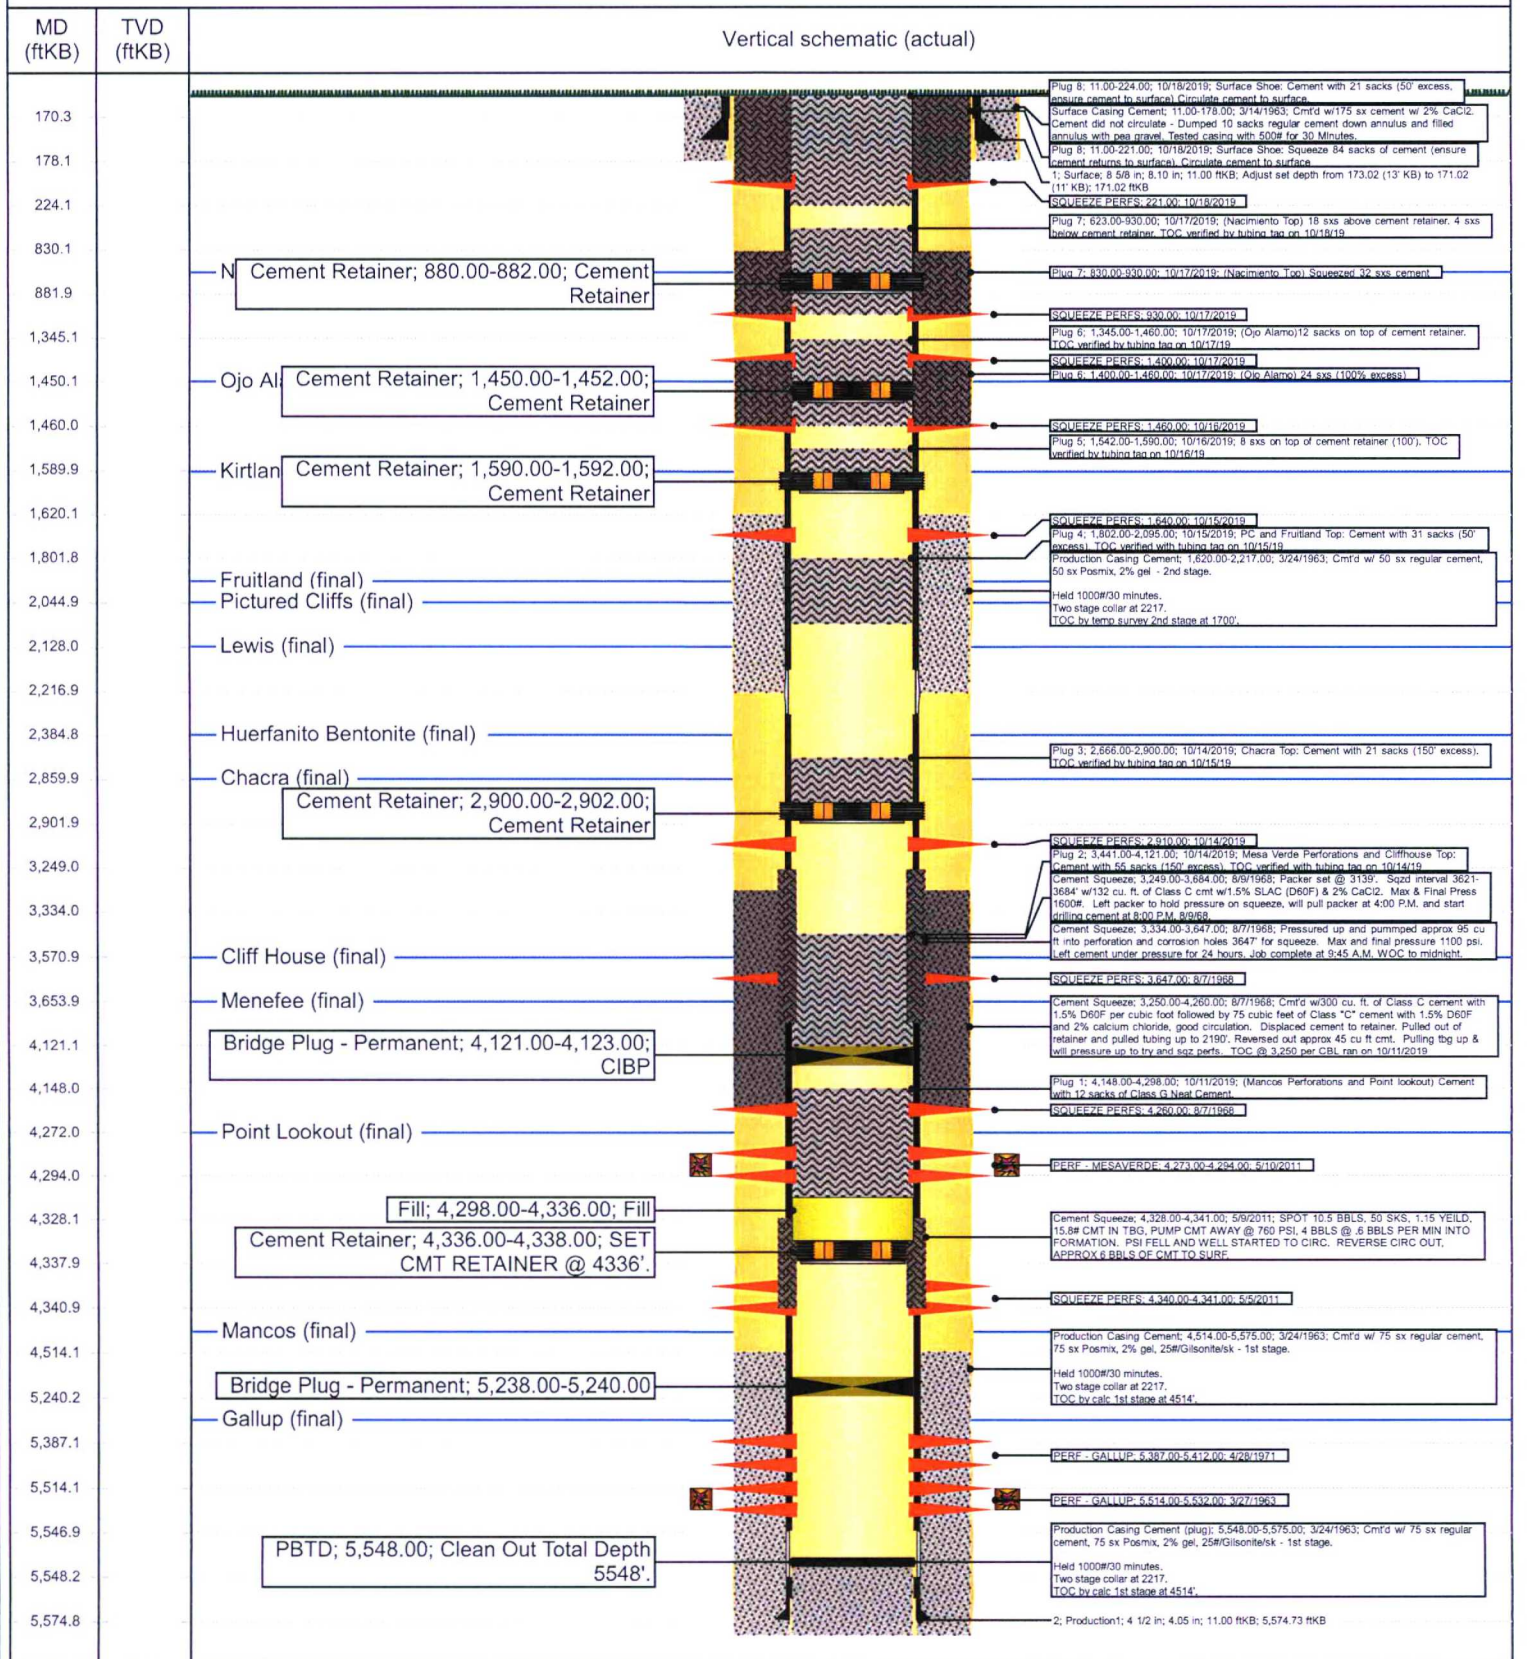 MD
(ftKB)
TVD
(ftKB)
Vertical schematic (actual)
170.3
178.1
224.1
830.1
881.9
1,345.1
1,450.1
1,460.0
1,589.9
1,620.1
1,801.8
2,044.9
2,128.0
2,216.9
2,384.8
2,859.9
2,901.9
3,249.0
3,334.0
3,570.9
3,653.9
4,121.1
4,148.0
4,272.0
4,294.0
4,328.1
4,337.9
4,340.9
4,514.1
5,240.2
5,387.1
5,514.1
5,546.9
5,548.2
5,574.8
N
Cement Retainer; 880.00-882.00; Cement
Retainer
Ojo Al
Cement Retainer; 1,450.00-1,452.00;
Cement Retainer
Kirtlan
Cement Retainer; 1,590.00-1,592.00;
Cement Retainer
Fruitland (final)
Pictured Cliffs (final)
Lewis (final)
Huerfanito Bentonite (final)
Chacra (final)
Cement Retainer; 2,900.00-2,902.00;
Cement Retainer
Cliff House (final)
Menefee (final)
Bridge Plug - Permanent; 4,121.00-4,123.00;
CIBP
Point Lookout (final)
Fill; 4,298.00-4,336.00; Fill
Cement Retainer; 4,336.00-4,338.00; SET
CMT RETAINER @ 4336'.
Mancos (final)
Bridge Plug - Permanent; 5,238.00-5,240.00
Gallup (final)
PBTD; 5,548.00; Clean Out Total Depth
5548'.
Plug 8; 11.00-224.00; 10/18/2019; Surface Shoe: Cement with 21 sacks (50' excess,
ensure cement to surface) Circulate cement to surface
Surface Casing Cement; 11.00-178.00; 3/14/1963; Cmt'd w/175 sx cement w/ 2% CaCl2.
Cement did not circulate - Dumped 10 sacks regular cement down annulus and filled
annulus with pea gravel. Tested casing with 500# for 30 Minutes.
Plug 8; 11.00-221.00; 10/18/2019; Surface Shoe: Squeeze 84 sacks of cement (ensure
cement returns to surface). Circulate cement to surface
1; Surface; 8 5/8 in; 8.10 in; 11.00 ftKB; Adjust set depth from 173.02 (13' KB) to 171.02
(11' KB); 171.02 ftKB
SQUEEZE PERFS; 221.00; 10/18/2019
Plug 7; 623.00-930.00; 10/17/2019; (Nacimiento Top) 18 sxs above cement retainer. 4 sxs
below cement retainer. TOC verified by tubing tag on 10/18/19
Plug 7; 830.00-930.00; 10/17/2019; (Nacimiento Top) Squeezed 32 sxs cement
SQUEEZE PERFS; 930.00; 10/17/2019
Plug 6; 1,345.00-1,460.00; 10/17/2019; (Ojo Alamo)12 sacks on top of cement retainer.
TOC verified by tubing tag on 10/17/19
SQUEEZE PERFS; 1,400.00; 10/17/2019
Plug 6; 1,400.00-1,460.00; 10/17/2019; (Ojo Alamo) 24 sxs (100% excess)
SQUEEZE PERFS; 1,460.00; 10/16/2019
Plug 5; 1,542.00-1,590.00; 10/16/2019; 8 sxs on top of cement retainer (100'). TOC
verified by tubing tag on 10/16/19
SQUEEZE PERFS; 1,640.00; 10/15/2019
Plug 4; 1,802.00-2,095.00; 10/15/2019; PC and Fruitland Top: Cement with 31 sacks (50'
excess). TOC verified with tubing tag on 10/15/19
Production Casing Cement; 1,620.00-2,217.00; 3/24/1963; Cmt'd w/ 50 sx regular cement,
50 sx Posmix, 2% gel - 2nd stage.
Held 1000#/30 minutes.
Two stage collar at 2217.
TOC by temp survey 2nd stage at 1700'.
Plug 3; 2,666.00-2,900.00; 10/14/2019; Chacra Top: Cement with 21 sacks (150' excess).
TOC verified by tubing tag on 10/15/19
SQUEEZE PERFS; 2,910.00; 10/14/2019
Plug 2; 3,441.00-4,121.00; 10/14/2019; Mesa Verde Perforations and Cliffhouse Top:
Cement with 55 sacks (150' excess). TOC verified with tubing tag on 10/14/19
Cement Squeeze; 3,249.00-3,684.00; 8/9/1968; Packer set @ 3139'. Sqzd interval 3621-
3684' w/132 cu. ft. of Class C cmt w/1.5% SLAC (D60F) & 2% CaCl2. Max & Final Press
1600#. Left packer to hold pressure on squeeze, will pull packer at 4:00 P.M. and start
drilling cement at 8:00 P.M. 8/9/68.
Cement Squeeze; 3,334.00-3,647.00; 8/7/1968; Pressured up and pummped approx 95 cu
ft into perforation and corrosion holes 3647' for squeeze. Max and final pressure 1100 psi.
Left cement under pressure for 24 hours. Job complete at 9:45 A.M. WOC to midnight.
SQUEEZE PERFS; 3,647.00; 8/7/1968
Cement Squeeze; 3,250.00-4,260.00; 8/7/1968; Cmt'd w/300 cu. ft. of Class C cement with
1.5% D60F per cubic foot followed by 75 cubic feet of Class "C" cement with 1.5% D60F
and 2% calcium chloride, good circulation. Displaced cement to retainer. Pulled out of
retainer and pulled tubing up to 2190'. Reversed out approx 45 cu ft cmt. Pulling tbg up &
will pressure up to try and sqz perfs. TOC @ 3,250 per CBL ran on 10/11/2019
Plug 1; 4,148.00-4,298.00; 10/11/2019; (Mancos Perforations and Point lookout) Cement
with 12 sacks of Class G Neat Cement.
SQUEEZE PERFS; 4,260.00; 8/7/1968
PERF - MESAVERDE; 4,273.00-4,294.00; 5/10/2011
Cement Squeeze; 4,328.00-4,341.00; 5/9/2011; SPOT 10.5 BBLS, 50 SKS, 1.15 YEILD,
15.8# CMT IN TBG, PUMP CMT AWAY @ 760 PSI, 4 BBLS @ .6 BBLS PER MIN INTO
FORMATION. PSI FELL AND WELL STARTED TO CIRC. REVERSE CIRC OUT,
APPROX 6 BBLS OF CMT TO SURF.
SQUEEZE PERFS; 4,340.00-4,341.00; 5/5/2011
Production Casing Cement; 4,514.00-5,575.00; 3/24/1963; Cmt'd w/ 75 sx regular cement,
75 sx Posmix, 2% gel, 25#/Gilsonite/sk - 1st stage.
Held 1000#/30 minutes.
Two stage collar at 2217.
TOC by calc 1st stage at 4514'.
PERF - GALLUP; 5,387.00-5,412.00; 4/28/1971
PERF - GALLUP; 5,514.00-5,532.00; 3/27/1963
Production Casing Cement (plug); 5,548.00-5,575.00; 3/24/1963; Cmt'd w/ 75 sx regular
cement, 75 sx Posmix, 2% gel, 25#/Gilsonite/sk - 1st stage.
Held 1000#/30 minutes.
Two stage collar at 2217.
TOC by calc 1st stage at 4514'.
2; Production1; 4 1/2 in; 4.05 in; 11.00 ftKB; 5,574.73 ftKB